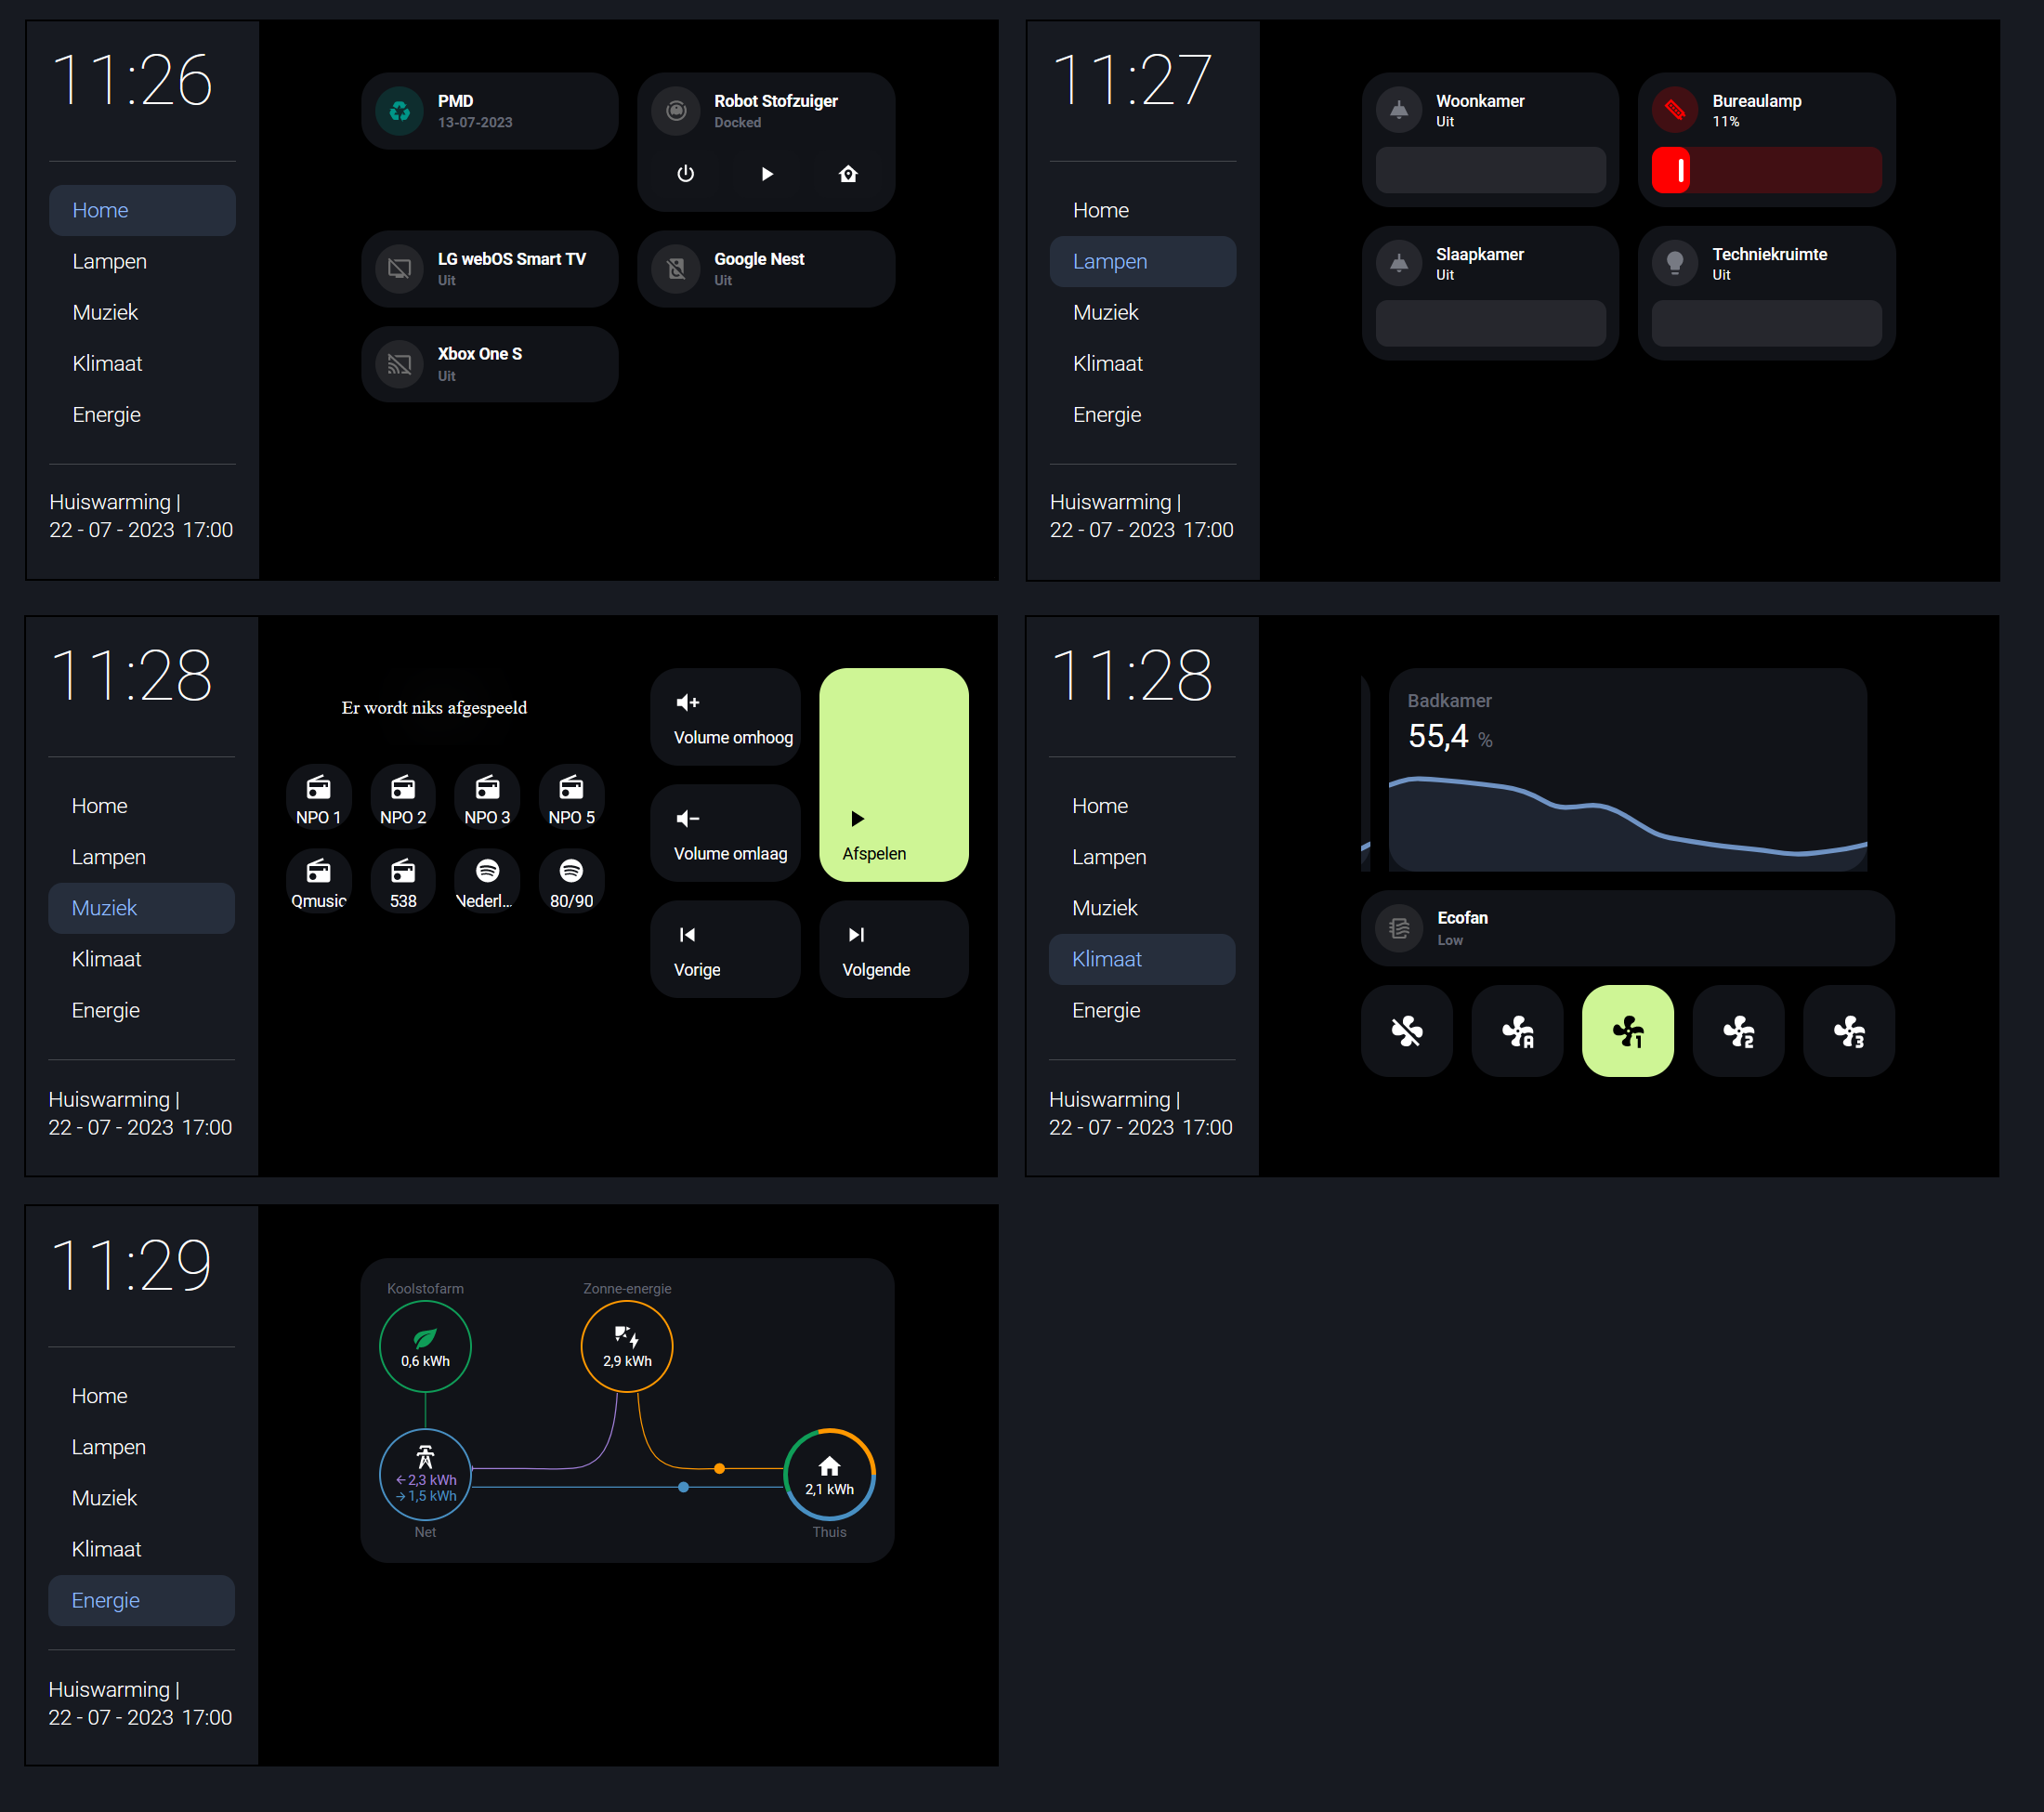 11:26
Home
Lampen
Muziek
Klimaat
Energie
Huiswarming |
22 - 07 - 2023 17:00
PMD
13-07-2023
Robot Stofzuiger
Docked
LG webOS Smart TV
Uit
Google Nest
Uit
Xbox One S
Uit
11:27
Home
Lampen
Muziek
Klimaat
Energie
Huiswarming |
22 - 07 - 2023 17:00
Woonkamer
Uit
Bureaulamp
11%
Slaapkamer
Uit
Techniekruimte
Uit
11:28
Home
Lampen
Muziek
Klimaat
Energie
Huiswarming |
22 - 07 - 2023 17:00
Er wordt niks afgespeeld
NPO 1
NPO 2
NPO 3
NPO 5
Qmusic
538
Nederl...
80/90
Volume omhoog
Volume omlaag
Afspelen
Vorige
Volgende
11:28
Home
Lampen
Muziek
Klimaat
Energie
Huiswarming |
22 - 07 - 2023 17:00
Badkamer
55,4 %
Ecofan
Low
A
1
2
3
11:29
Home
Lampen
Muziek
Klimaat
Energie
Huiswarming |
22 - 07 - 2023 17:00
Koolstofarm
0,6 kWh
Zonne-energie
2,9 kWh
← 2,3 kWh
→ 1,5 kWh
Net
2,1 kWh
Thuis